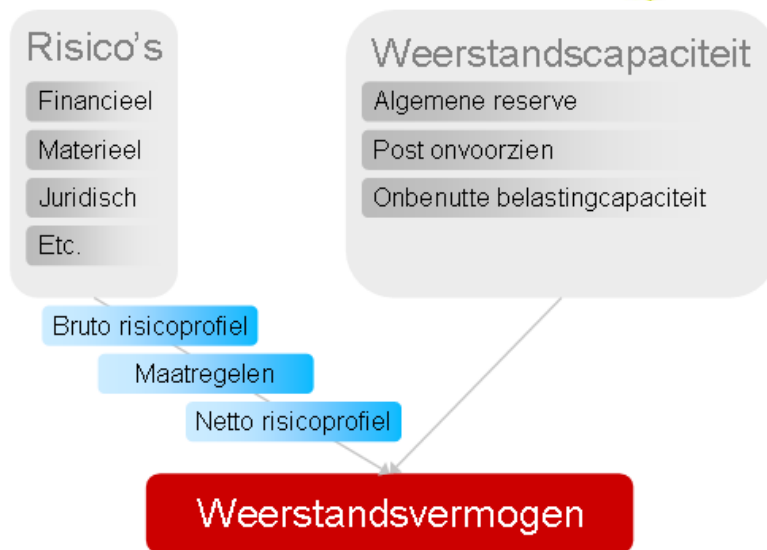 Risico's
Financieel
Materieel
Juridisch
Etc.
Weerstandscapaciteit
Algemene reserve
Post onvoorzien
Onbenutte belastingcapaciteit
Bruto risicoprofiel
Maatregelen
Netto risicoprofiel
Weerstandsvermogen